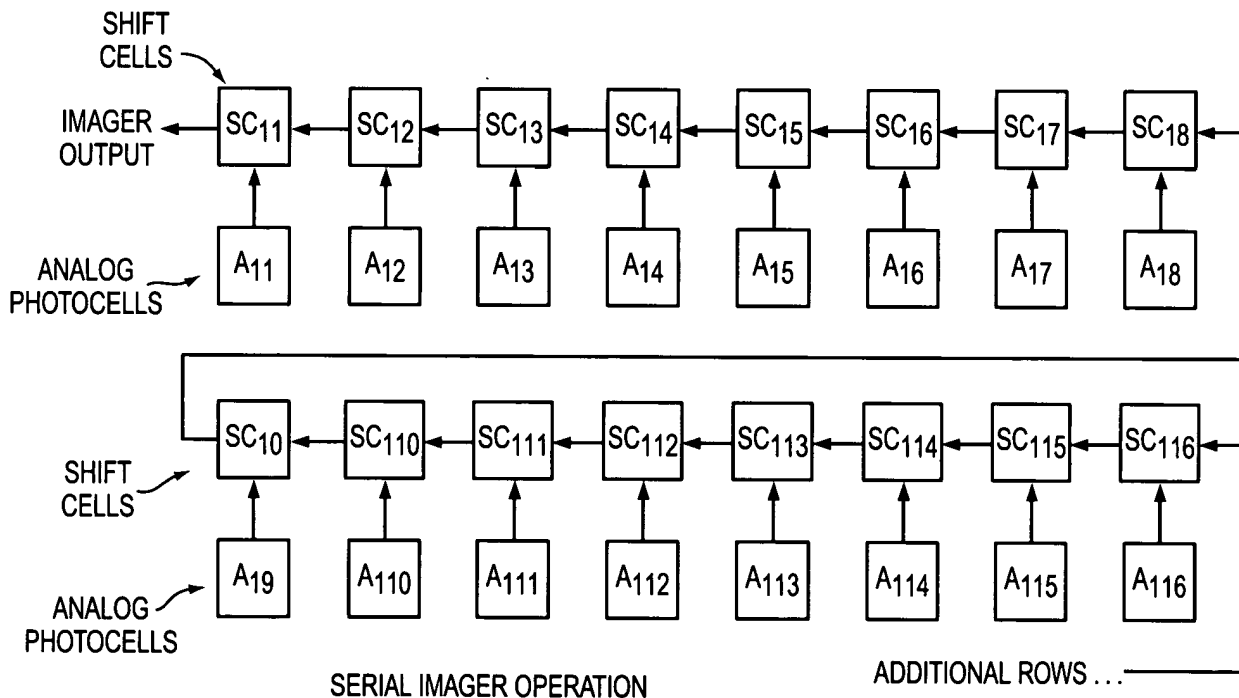 SHIFT
CELLS
IMAGER
OUTPUT
SC11 SC12 SC13 SC14 SC15 SC16 SC17 SC18
A11 A12 A13 A14 A15 A16 A17 A18
ANALOG
PHOTOCELLS
SC10 SC110 SC111 SC112 SC113 SC114 SC115 SC116
SHIFT
CELLS
A19 A110 A111 A112 A113 A114 A115 A116
ANALOG
PHOTOCELLS
SERIAL IMAGER OPERATION
ADDITIONAL ROWS ...